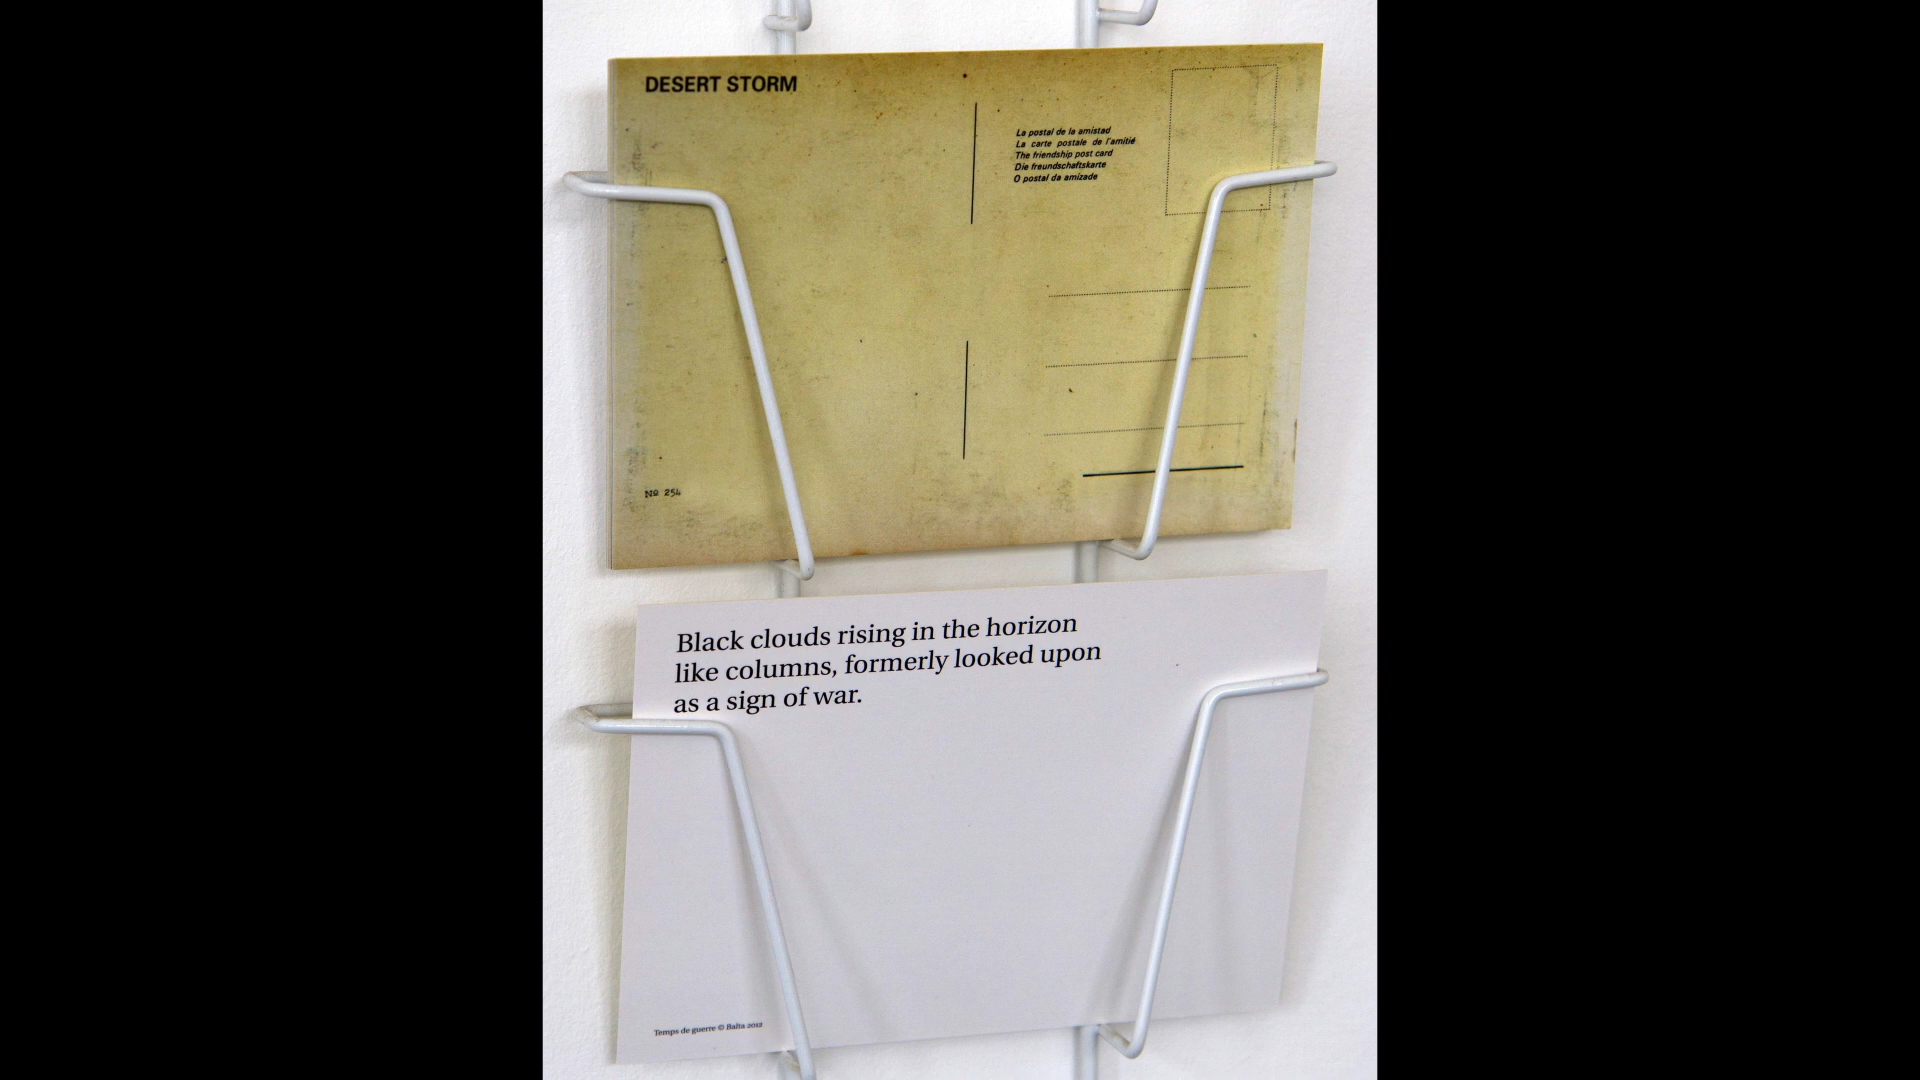 DESERT STORM
La postal de la amistad
La carte postale de l'amitié
The friendship post card
Die freundschaftskarte
O postal da amizade
Nº 254
Black clouds rising in the horizon
like columns, formerly looked upon
as a sign of war.
Temps de guerre © Balta 2012